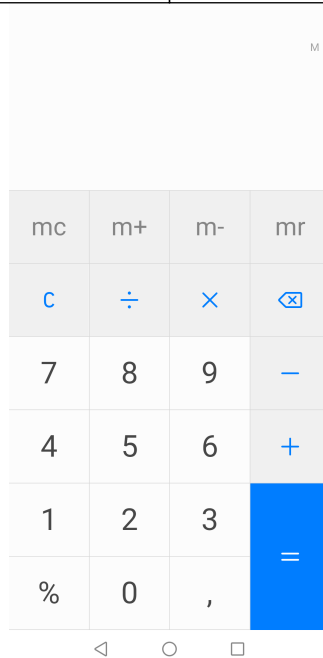 M
mc m+ m- mr
C ÷ × ⌫
7 8 9 −
4 5 6 +
1 2 3
% 0 , =